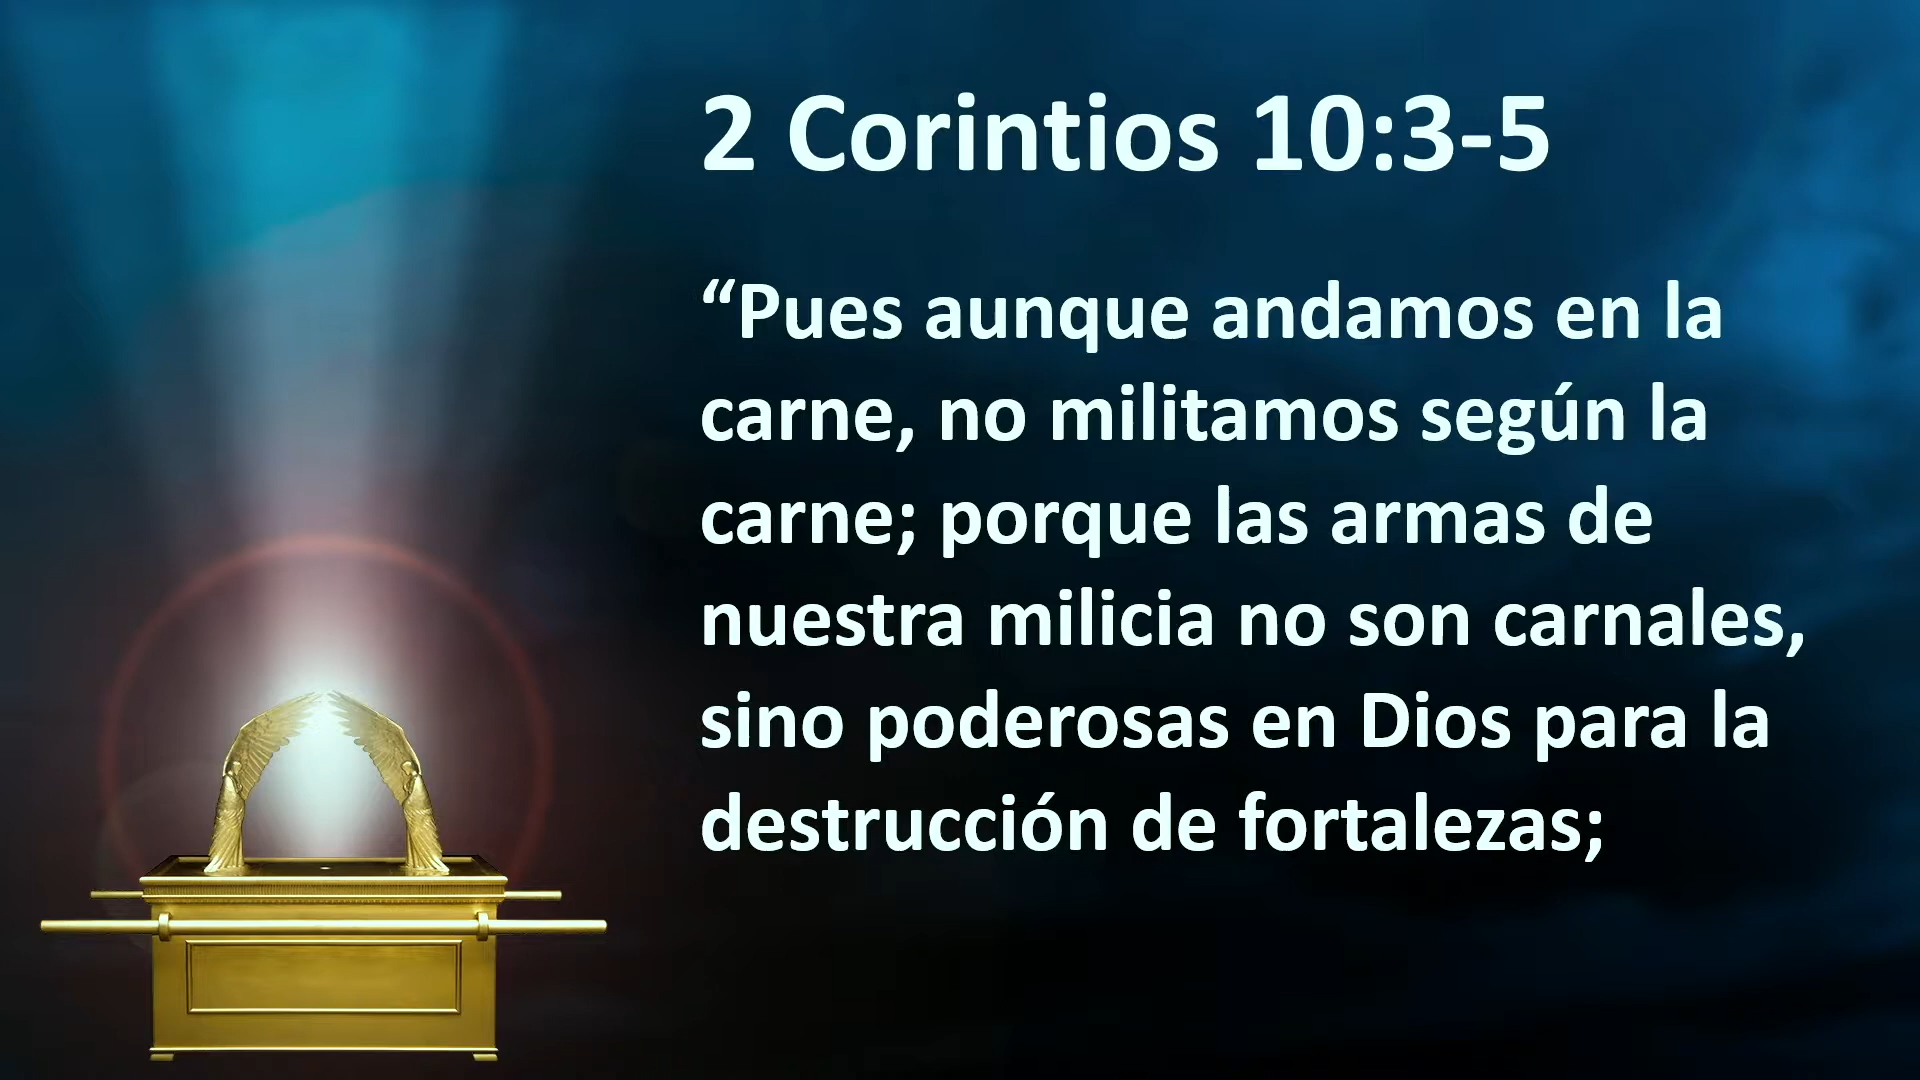 2 Corintios 10:3-5
“Pues aunque andamos en la
carne, no militamos según la
carne; porque las armas de
nuestra milicia no son carnales,
sino poderosas en Dios para la
destrucción de fortalezas;